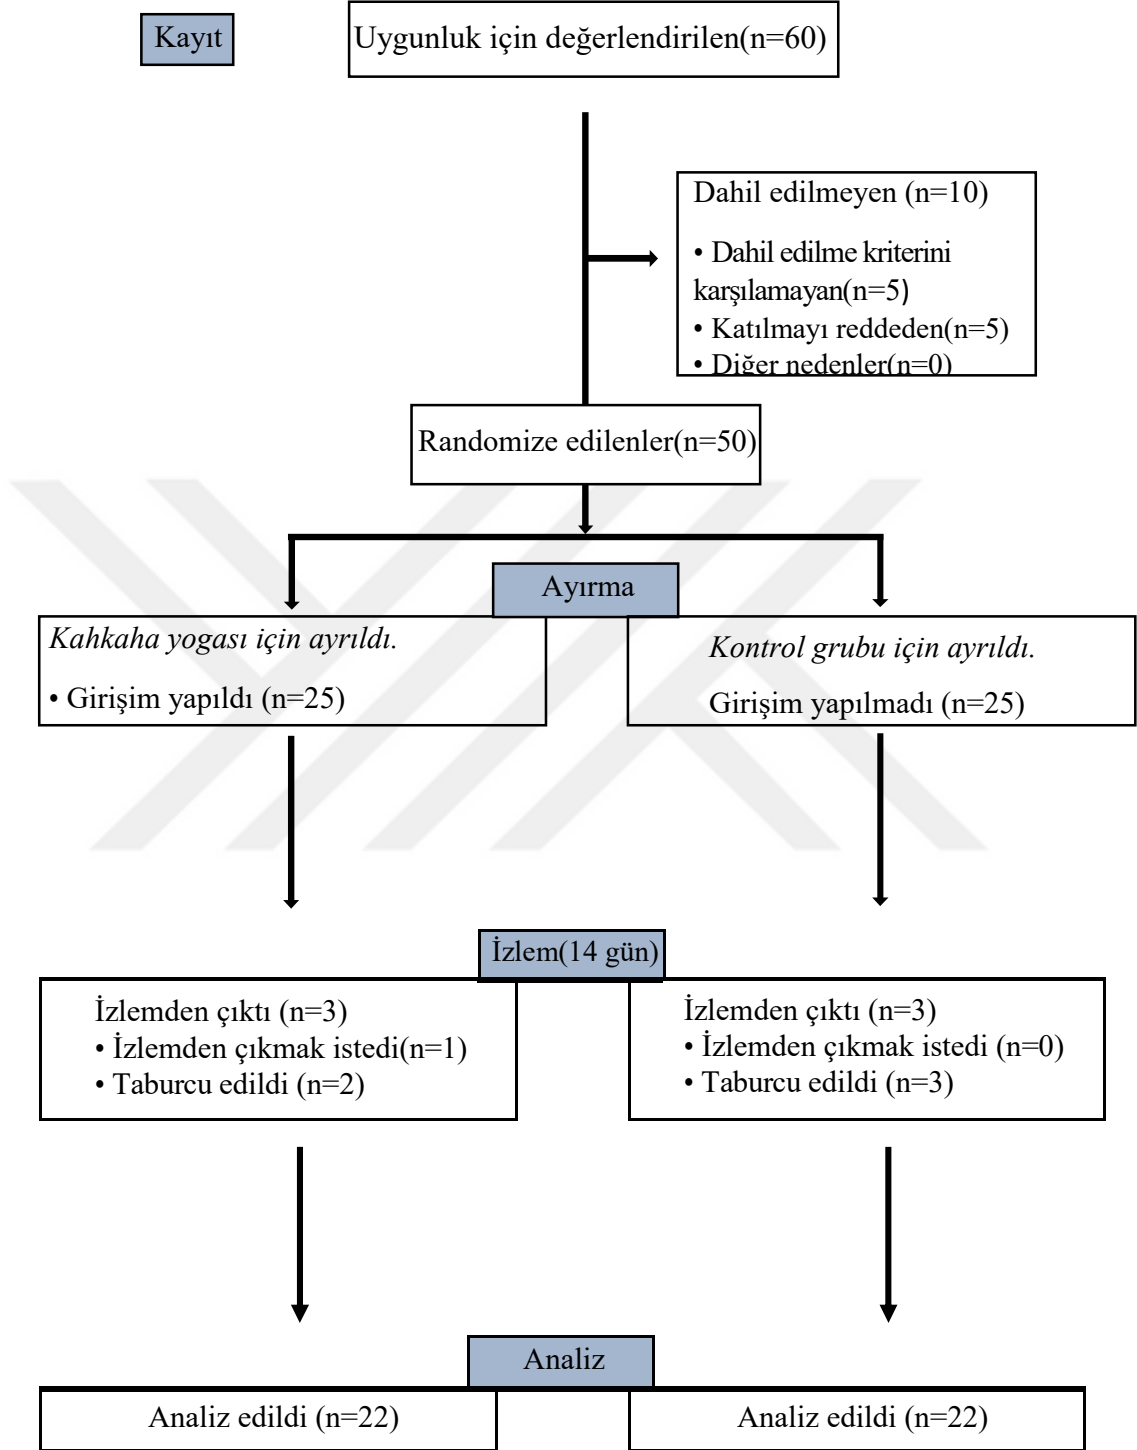 Kayıt
Uygunluk için değerlendirilen(n=60)
Dahil edilmeyen (n=10)
• Dahil edilme kriterini
karşılamayan(n=5)
• Katılmayı reddeden(n=5)
• Diğer nedenler(n=0)
Randomize edilenler(n=50)
Ayırma
Kahkaha yogası için ayrıldı.
• Girişim yapıldı (n=25)
Kontrol grubu için ayrıldı.
Girişim yapılmadı (n=25)
İzlem(14 gün)
İzlemden çıktı (n=3)
• İzlemden çıkmak istedi(n=1)
• Taburcu edildi (n=2)
İzlemden çıktı (n=3)
• İzlemden çıkmak istedi (n=0)
• Taburcu edildi (n=3)
Analiz
Analiz edildi (n=22)
Analiz edildi (n=22)